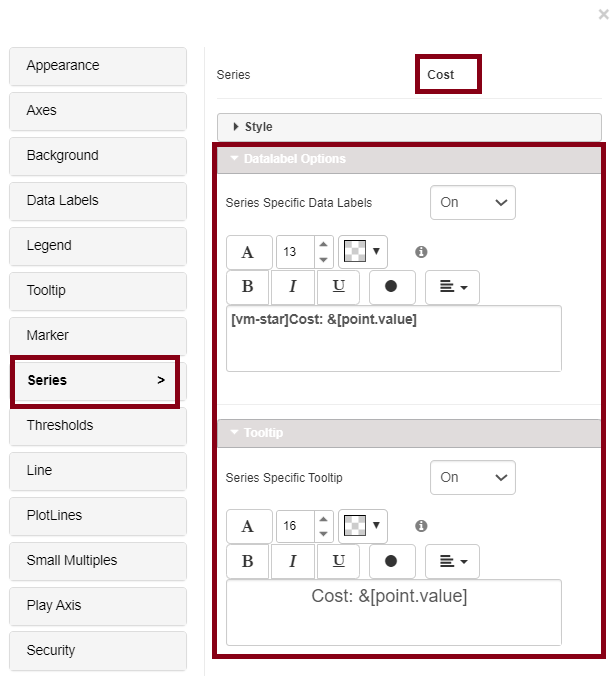 ×
Appearance
Axes
Background
Data Labels
Legend
Tooltip
Marker
Series >
Thresholds
Line
PlotLines
Small Multiples
Play Axis
Security
Series Cost
Style
Datalabel Options
Series Specific Data Labels On
A 13
B I U
[vm-star]Cost: &[point.value]
Tooltip
Series Specific Tooltip On
A 16
B I U
Cost: &[point.value]